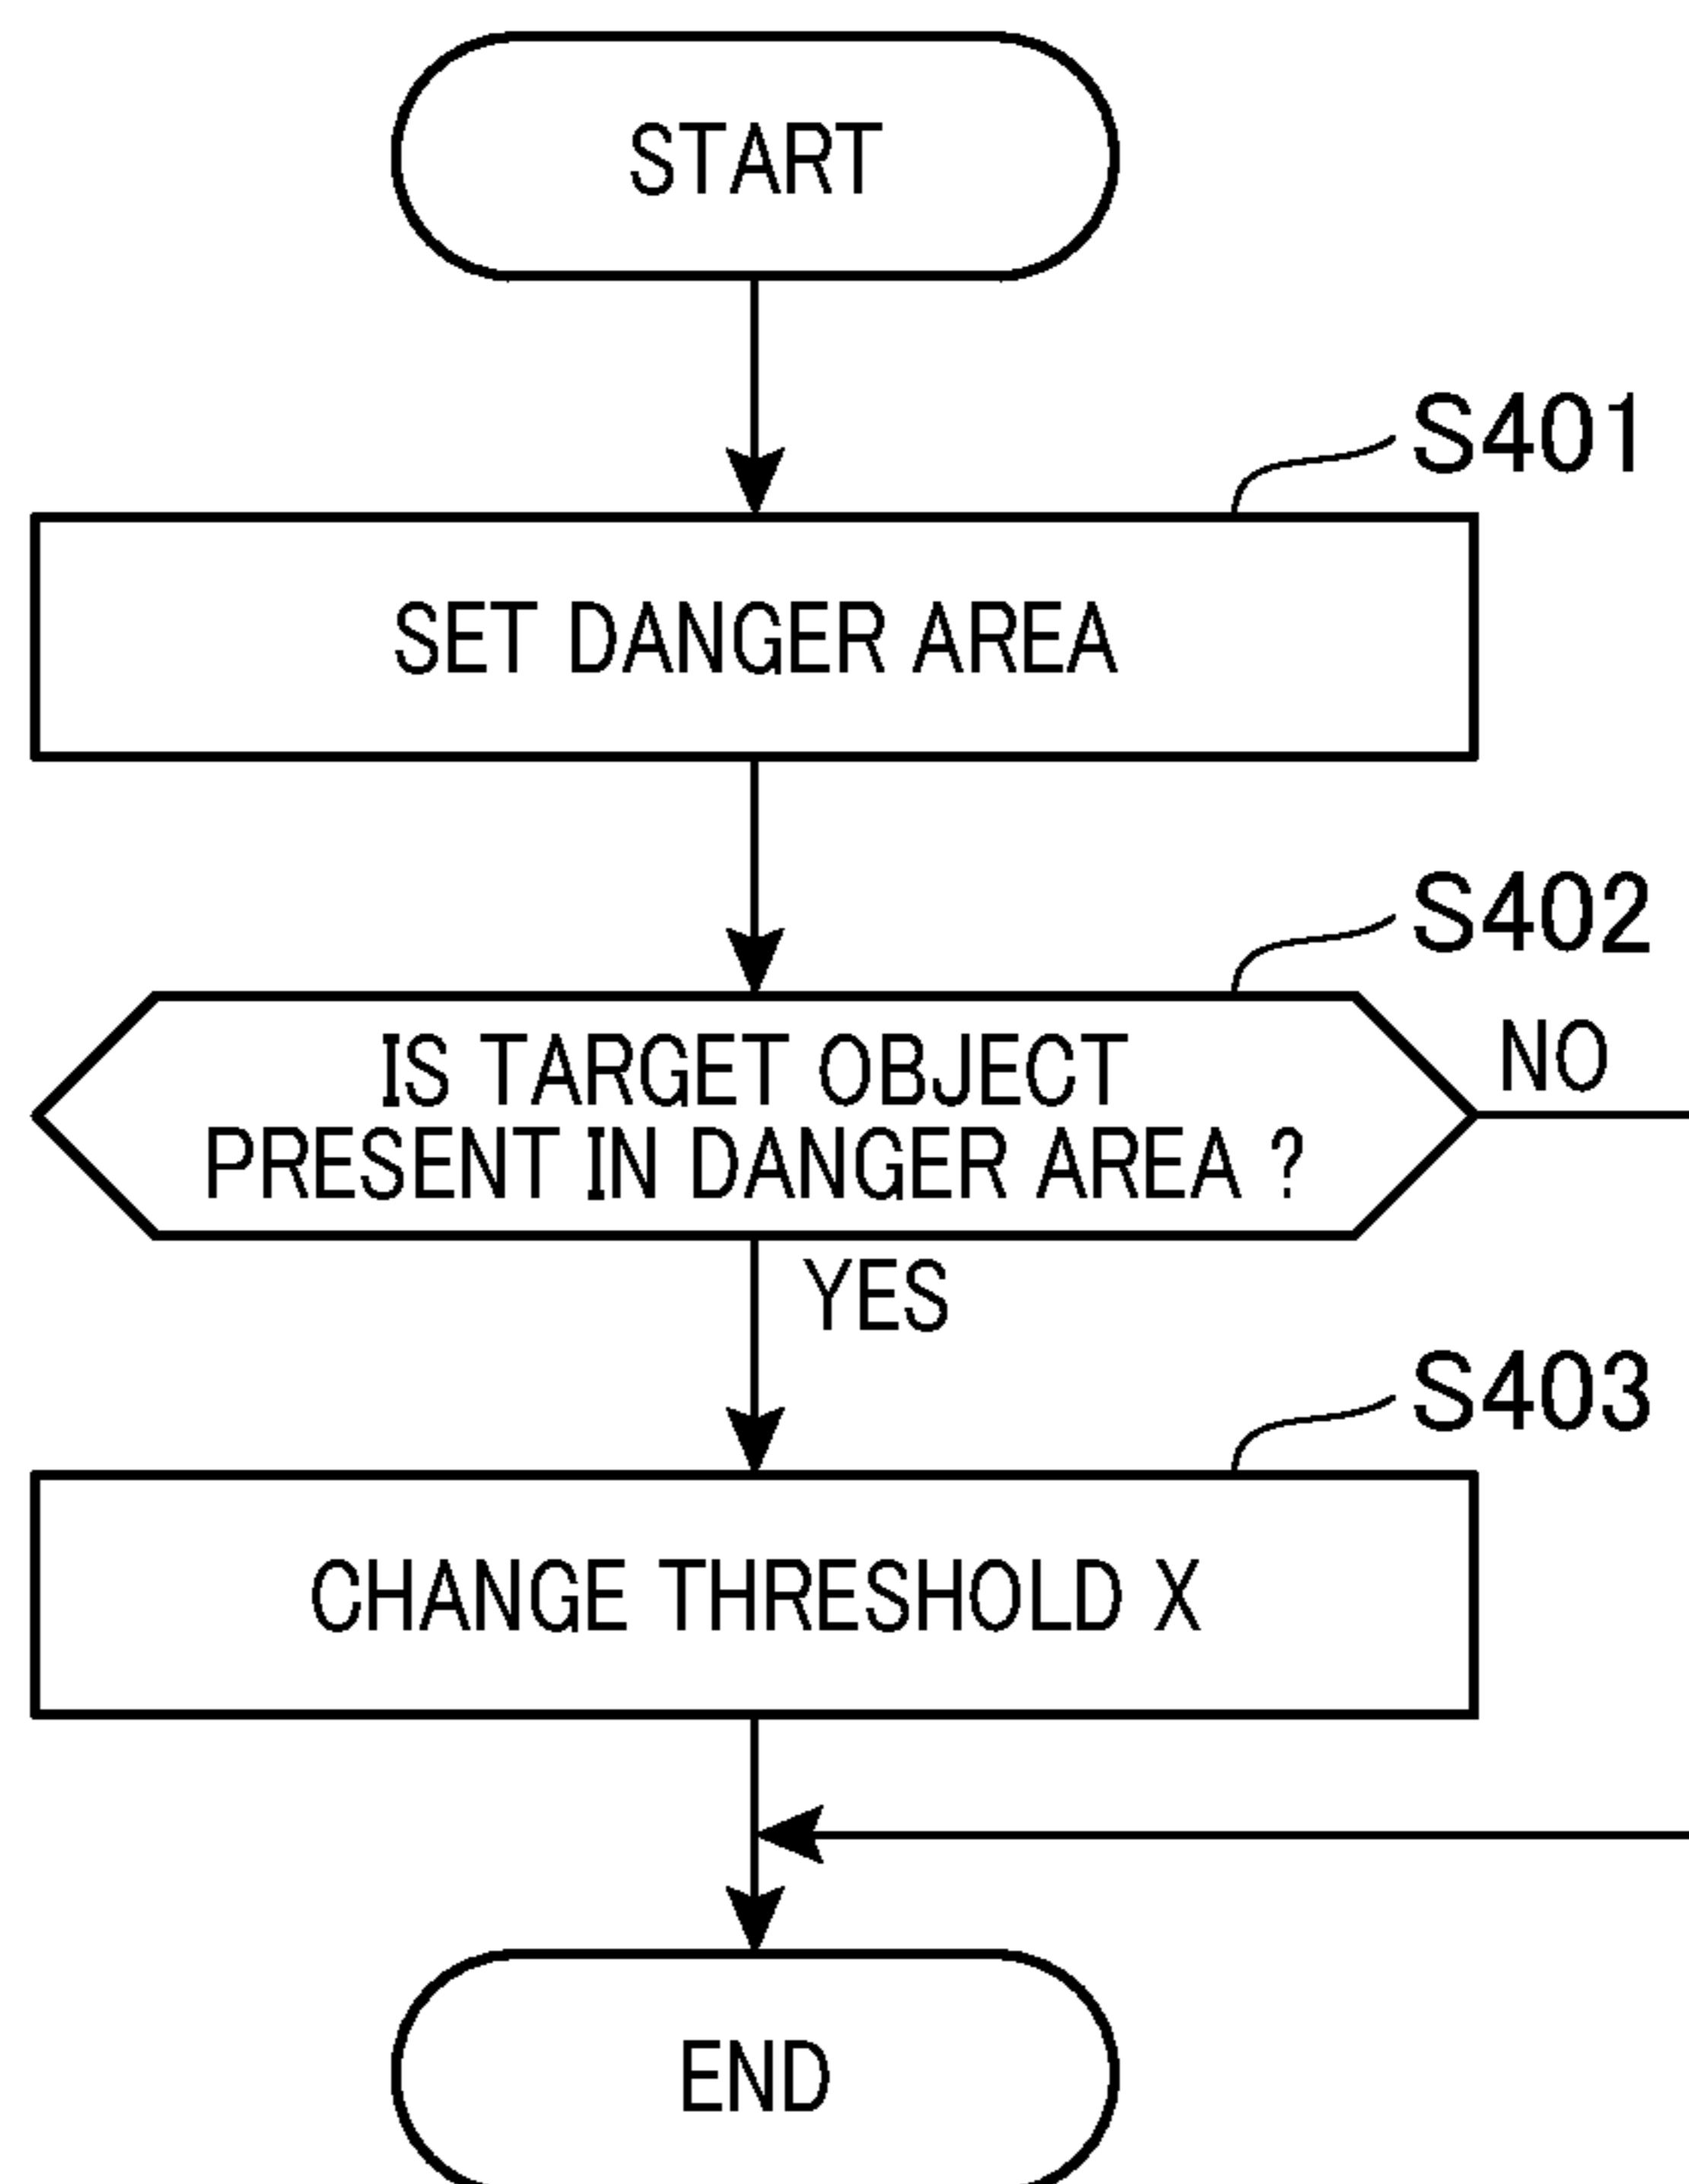 START
S401
SET DANGER AREA
S402
IS TARGET OBJECT
PRESENT IN DANGER AREA ?
NO
YES
S403
CHANGE THRESHOLD X
END